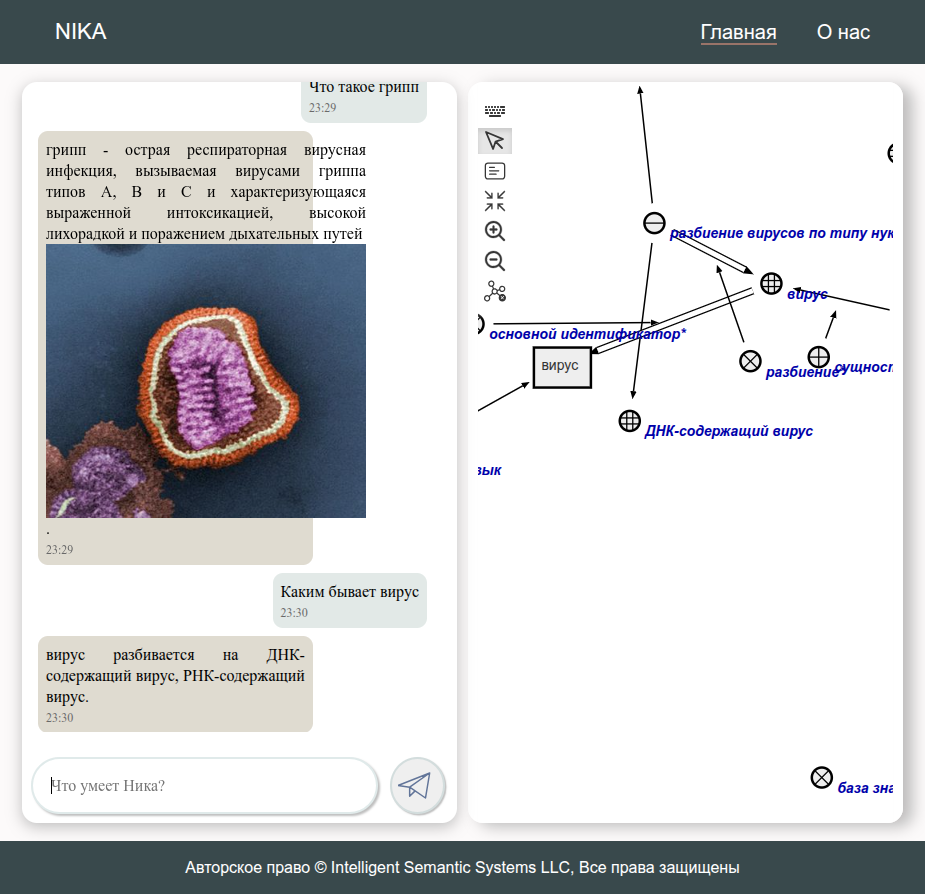 NIKA
Главная
О нас
Что такое грипп
23:29
грипп - острая респираторная вирусная
инфекция, вызываемая вирусами гриппа
типов А, В и С и характеризующаяся
выраженной интоксикацией, высокой
лихорадкой и поражением дыхательных путей
.
23:29
Каким бывает вирус
23:30
вирус разбивается на ДНК-
содержащий вирус, РНК-содержащий
вирус.
23:30
Что умеет Ника?
разбиение вирусов по типу нук
вирус
основной идентификатор*
вирус
разбиение*
сущност
ДНК-содержащий вирус
зык
база зна
Авторское право © Intelligent Semantic Systems LLC, Все права защищены